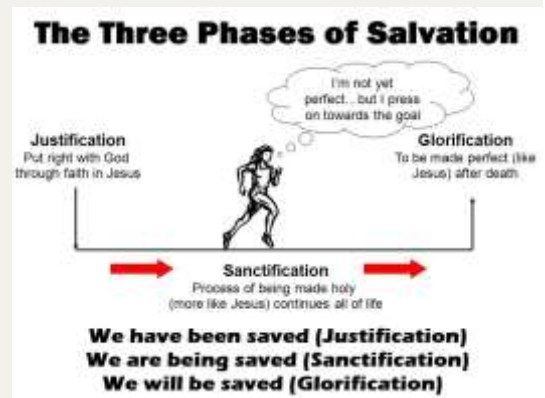 The Three Phases of Salvation
I'm not yet
perfect...but I press
on towards the goal
Justification
Put right with God
through faith in Jesus
Glorification
To be made perfect (like
Jesus) after death
Sanctification
Process of being made holy
(more like Jesus) continues all of life
We have been saved (Justification)
We are being saved (Sanctification)
We will be saved (Glorification)